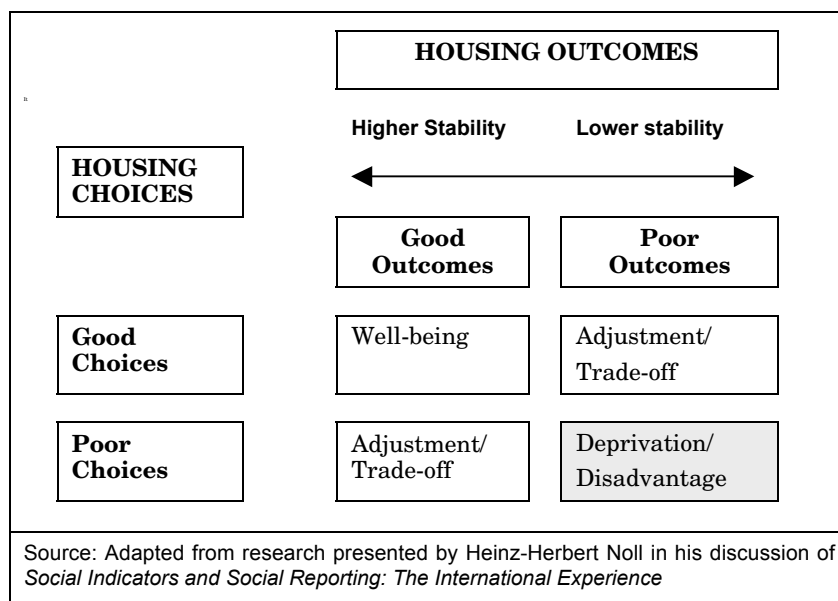 HOUSING OUTCOMES
Higher Stability Lower stability
HOUSING
CHOICES
Good
Outcomes
Poor
Outcomes
Good
Choices
Well-being
Adjustment/
Trade-off
Poor
Choices
Adjustment/
Trade-off
Deprivation/
Disadvantage
Source: Adapted from research presented by Heinz-Herbert Noll in his discussion of
Social Indicators and Social Reporting: The International Experience